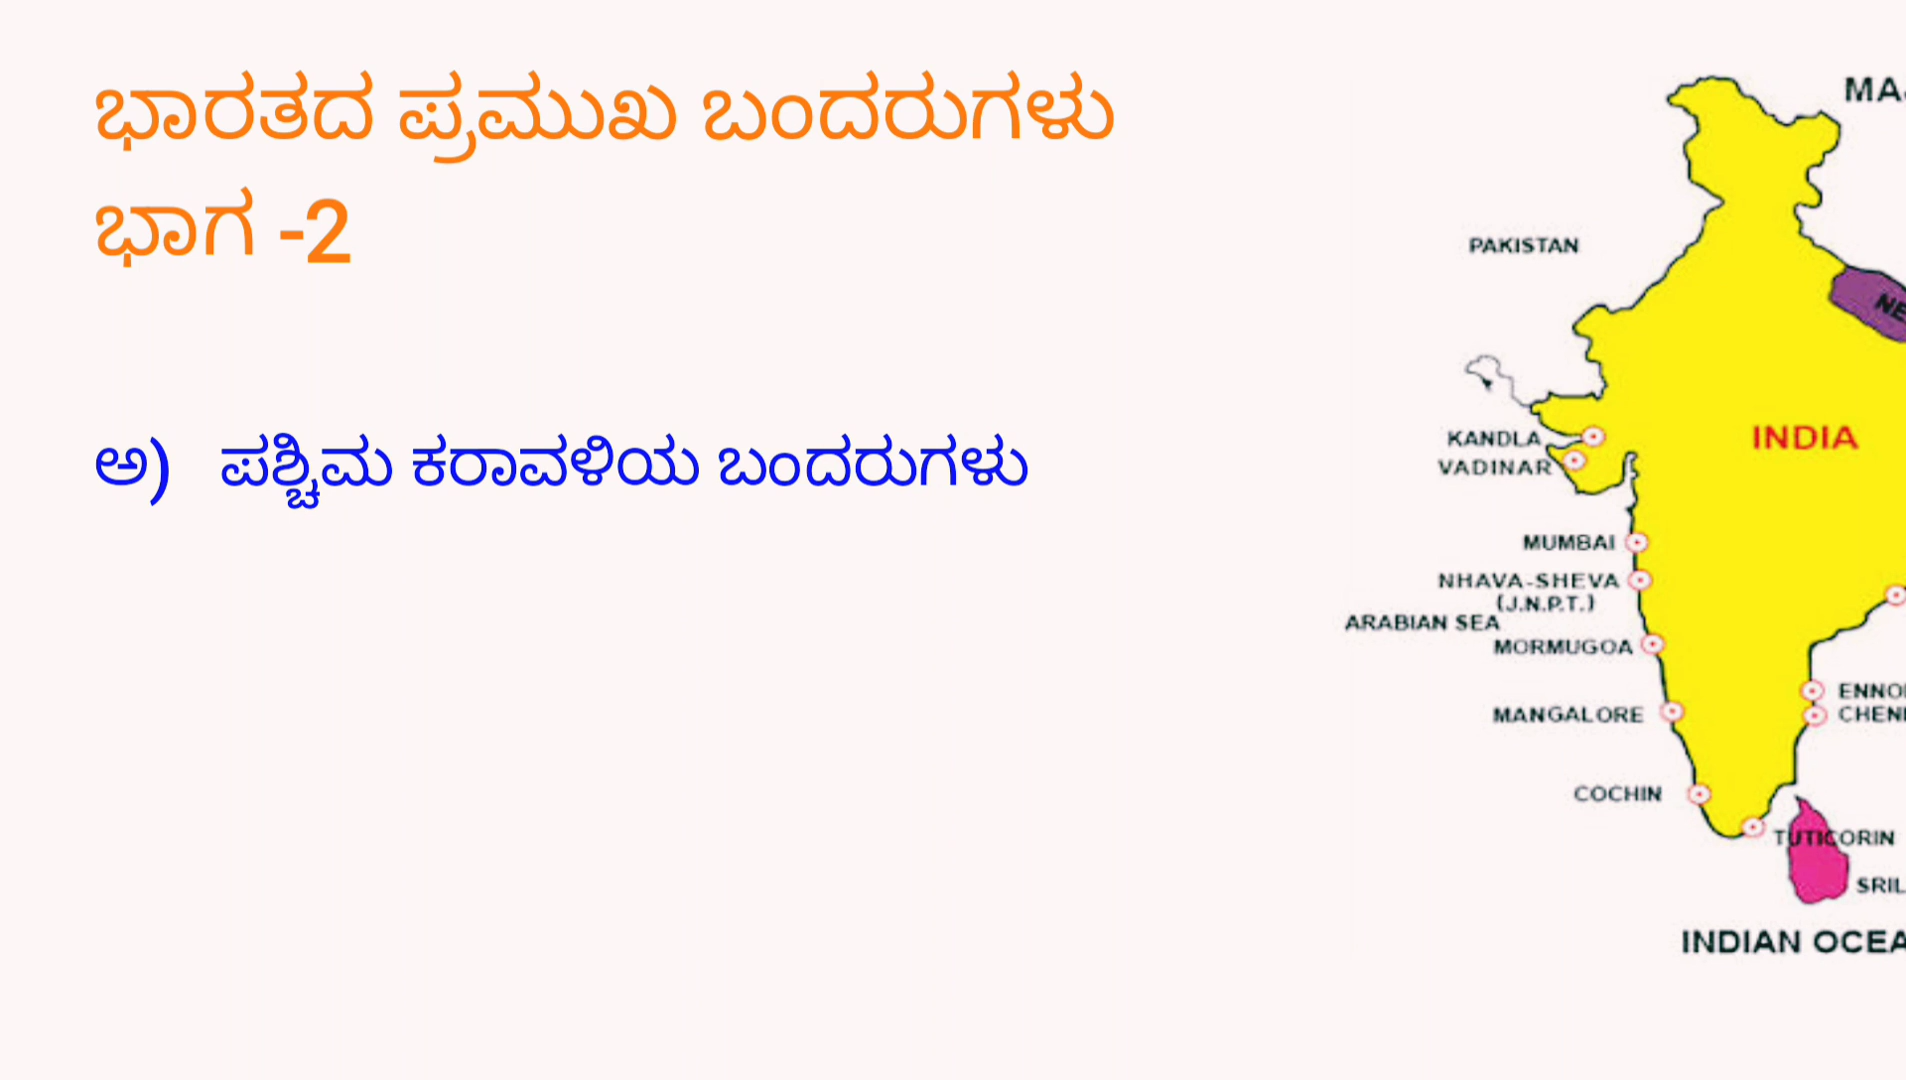 ಭಾರತದ ಪ್ರಮುಖ ಬಂದರುಗಳು
ಭಾಗ -2
ಅ) ಪಶ್ಚಿಮ ಕರಾವಳಿಯ ಬಂದರುಗಳು
PAKISTAN
INDIA
KANDLA
VADINAR
MUMBAI
NHAVA-SHEVA
(J.N.P.T.)
ARABIAN SEA
MORMUGOA
MANGALORE
COCHIN
TUTICORIN
INDIAN